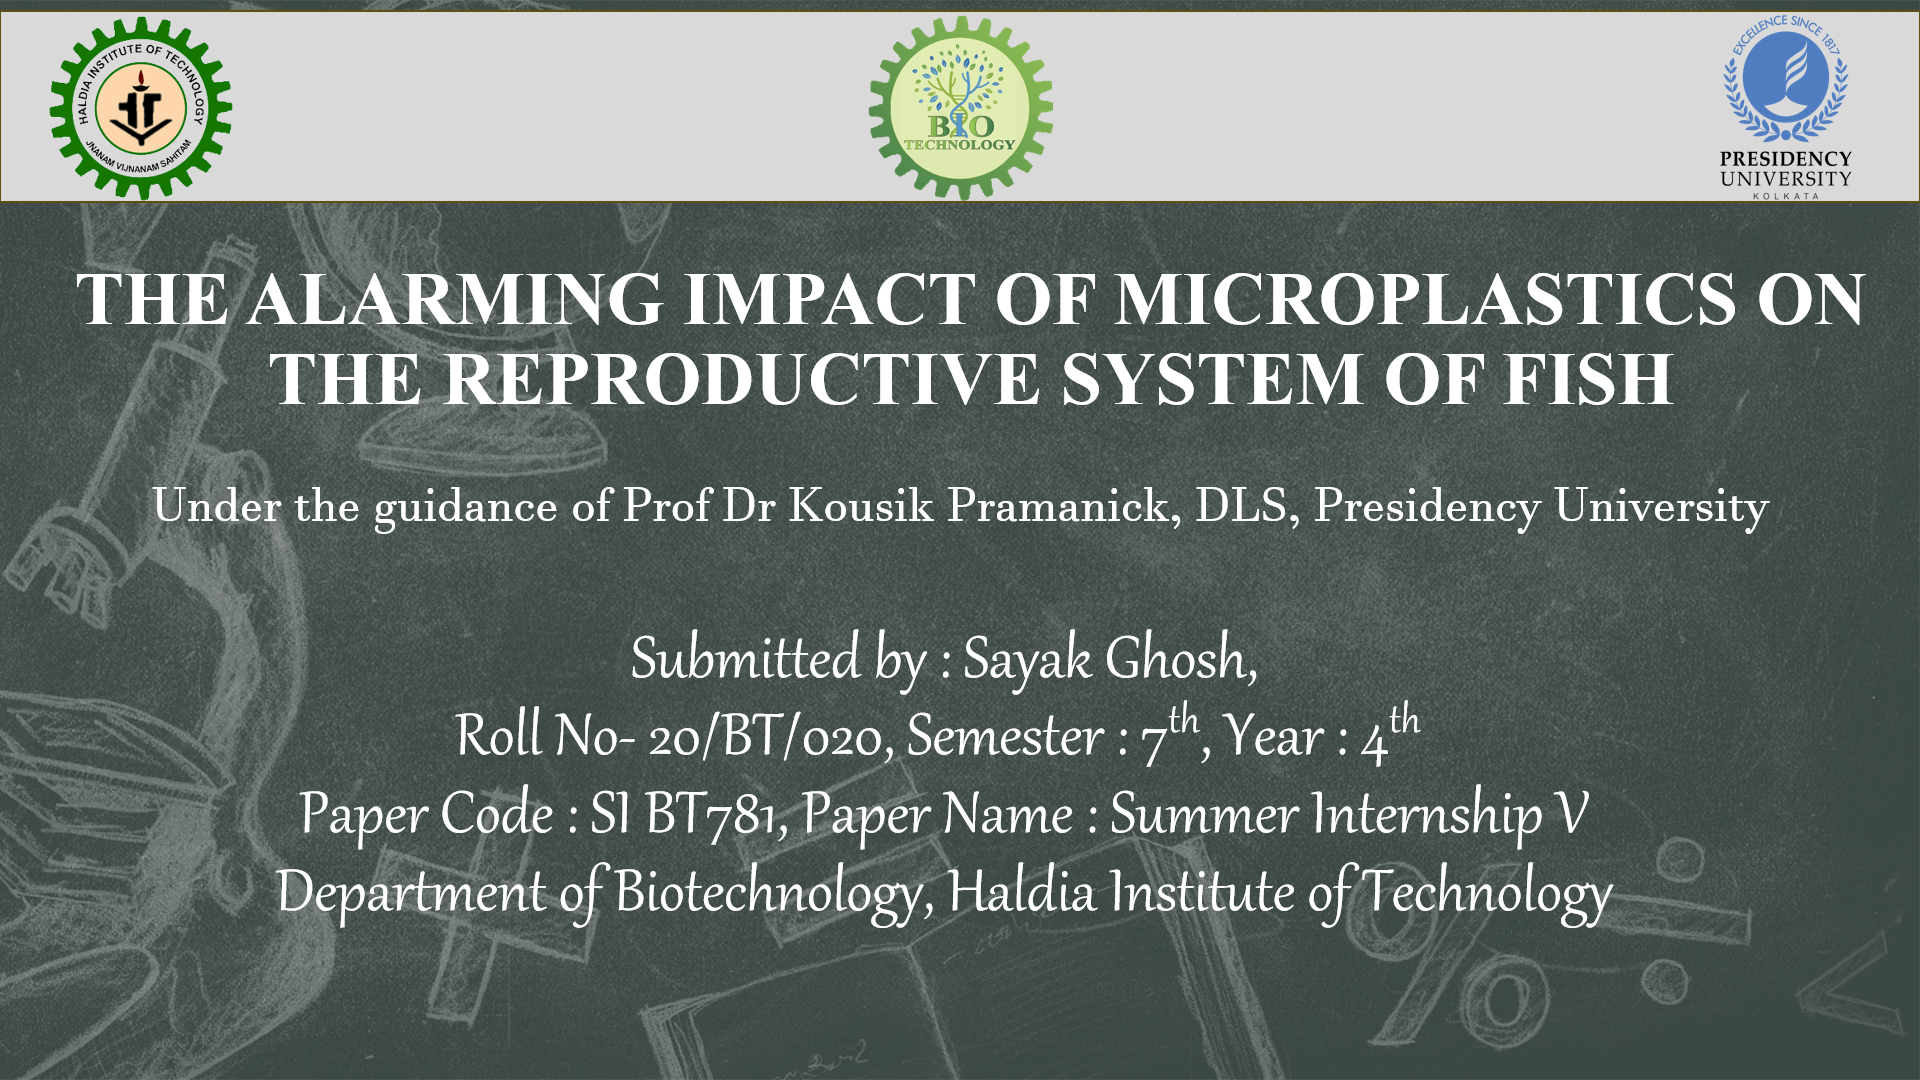 HALDIA INSTITUTE OF TECHNOLOGY
JNANAM VIJNANAM SAHITAM
BIO
TECHNOLOGY
EXCELLENCE SINCE 1817
PRESIDENCY
UNIVERSITY
KOLKATA
THE ALARMING IMPACT OF MICROPLASTICS ON
THE REPRODUCTIVE SYSTEM OF FISH
Under the guidance of Prof Dr Kousik Pramanick, DLS, Presidency University
Submitted by : Sayak Ghosh,
Roll No- 20/BT/020, Semester : 7th, Year : 4th
Paper Code : SI BT781, Paper Name : Summer Internship V
Department of Biotechnology, Haldia Institute of Technology